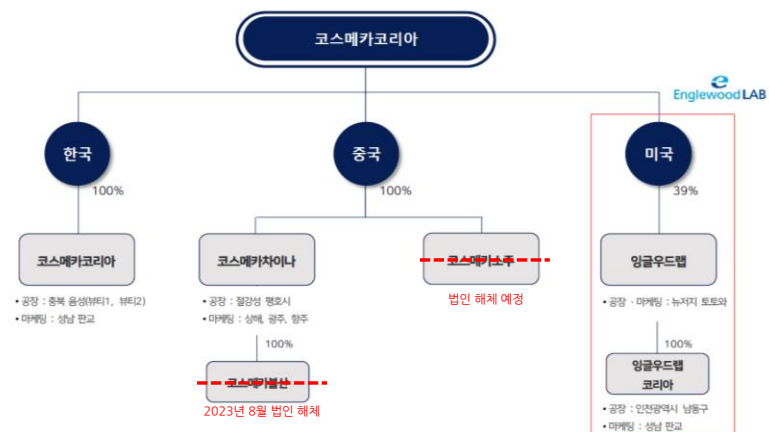 코스메카코리아
e
Englewood LAB
한국
중국
미국
100%
100%
39%
코스메카코리아
코스메카차이나
코스메카소주
잉글우드랩
• 공장 : 충북 음성(뷰티1, 뷰티2)
• 마케팅 : 성남 판교
• 공장 : 절강성 평호시
• 마케팅 : 상해, 광주, 항주
법인 해체 예정
• 공장 · 마케팅 : 뉴저지 토토와
100%
100%
코스메카불산
2023년 8월 법인 해체
잉글우드랩
코리아
• 공장 : 인천광역시 남동구
• 마케팅 : 성남 판교